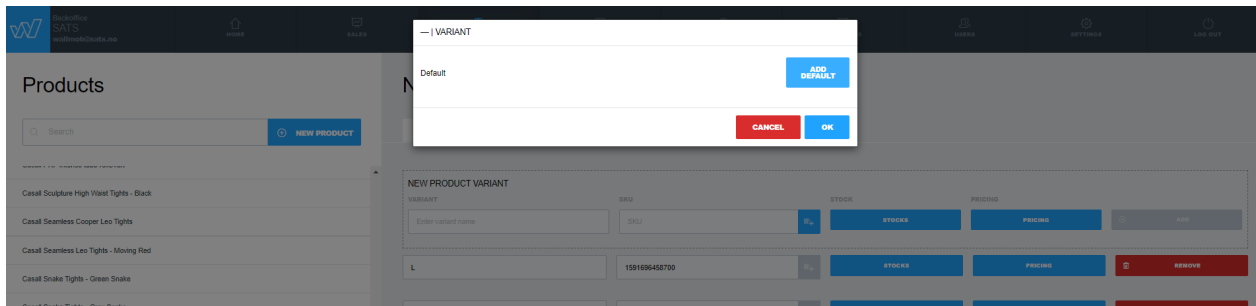 Backoffice
SATS
HOME
SALES
USERS
SETTINGS
LOG OUT
— | VARIANT
Default
ADD DEFAULT
CANCEL
OK
Products
N
Search
NEW PRODUCT
Casall Sculpture High Waist Tights - Black
Casall Seamless Cooper Leo Tights
Casall Seamless Leo Tights - Moving Red
Casall Snake Tights - Green Snake
NEW PRODUCT VARIANT
VARIANT
SKU
STOCK
PRICING
Enter variant name
SKU
STOCKS
PRICING
ADD
L
1591696458700
STOCKS
PRICING
REMOVE